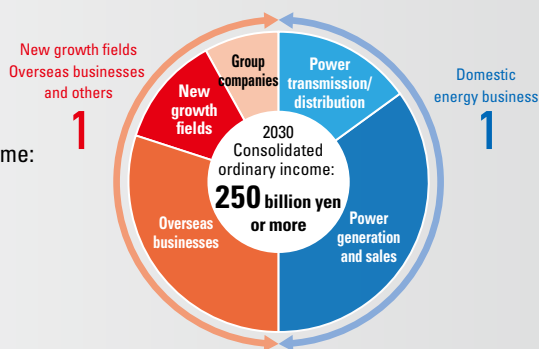 New growth fields
Overseas businesses
and others
1
ome:
Group
companies
New
growth
fields
Overseas
businesses
Power
transmission/
distribution
2030
Consolidated
ordinary income:
250 billion yen
or more
Power
generation
and sales
Domestic
energy business
1